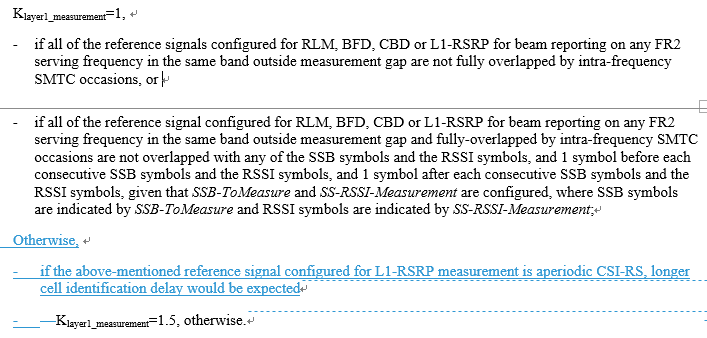 Klayer1_measurement=1,
- if all of the reference signals configured for RLM, BFD, CBD or L1-RSRP for beam reporting on any FR2
serving frequency in the same band outside measurement gap are not fully overlapped by intra-frequency
SMTC occasions, or
- if all of the reference signal configured for RLM, BFD, CBD or L1-RSRP for beam reporting on any FR2
serving frequency in the same band outside measurement gap and fully-overlapped by intra-frequency SMTC
occasions are not overlapped with any of the SSB symbols and the RSSI symbols, and 1 symbol before each
consecutive SSB symbols and the RSSI symbols, and 1 symbol after each consecutive SSB symbols and the
RSSI symbols, given that SSB-ToMeasure and SS-RSSI-Measurement are configured, where SSB symbols
are indicated by SSB-ToMeasure and RSSI symbols are indicated by SS-RSSI-Measurement;
Otherwise,
- if the above-mentioned reference signal configured for L1-RSRP measurement is aperiodic CSI-RS, longer
cell identification delay would be expected
- Klayer1_measurement=1.5, otherwise.